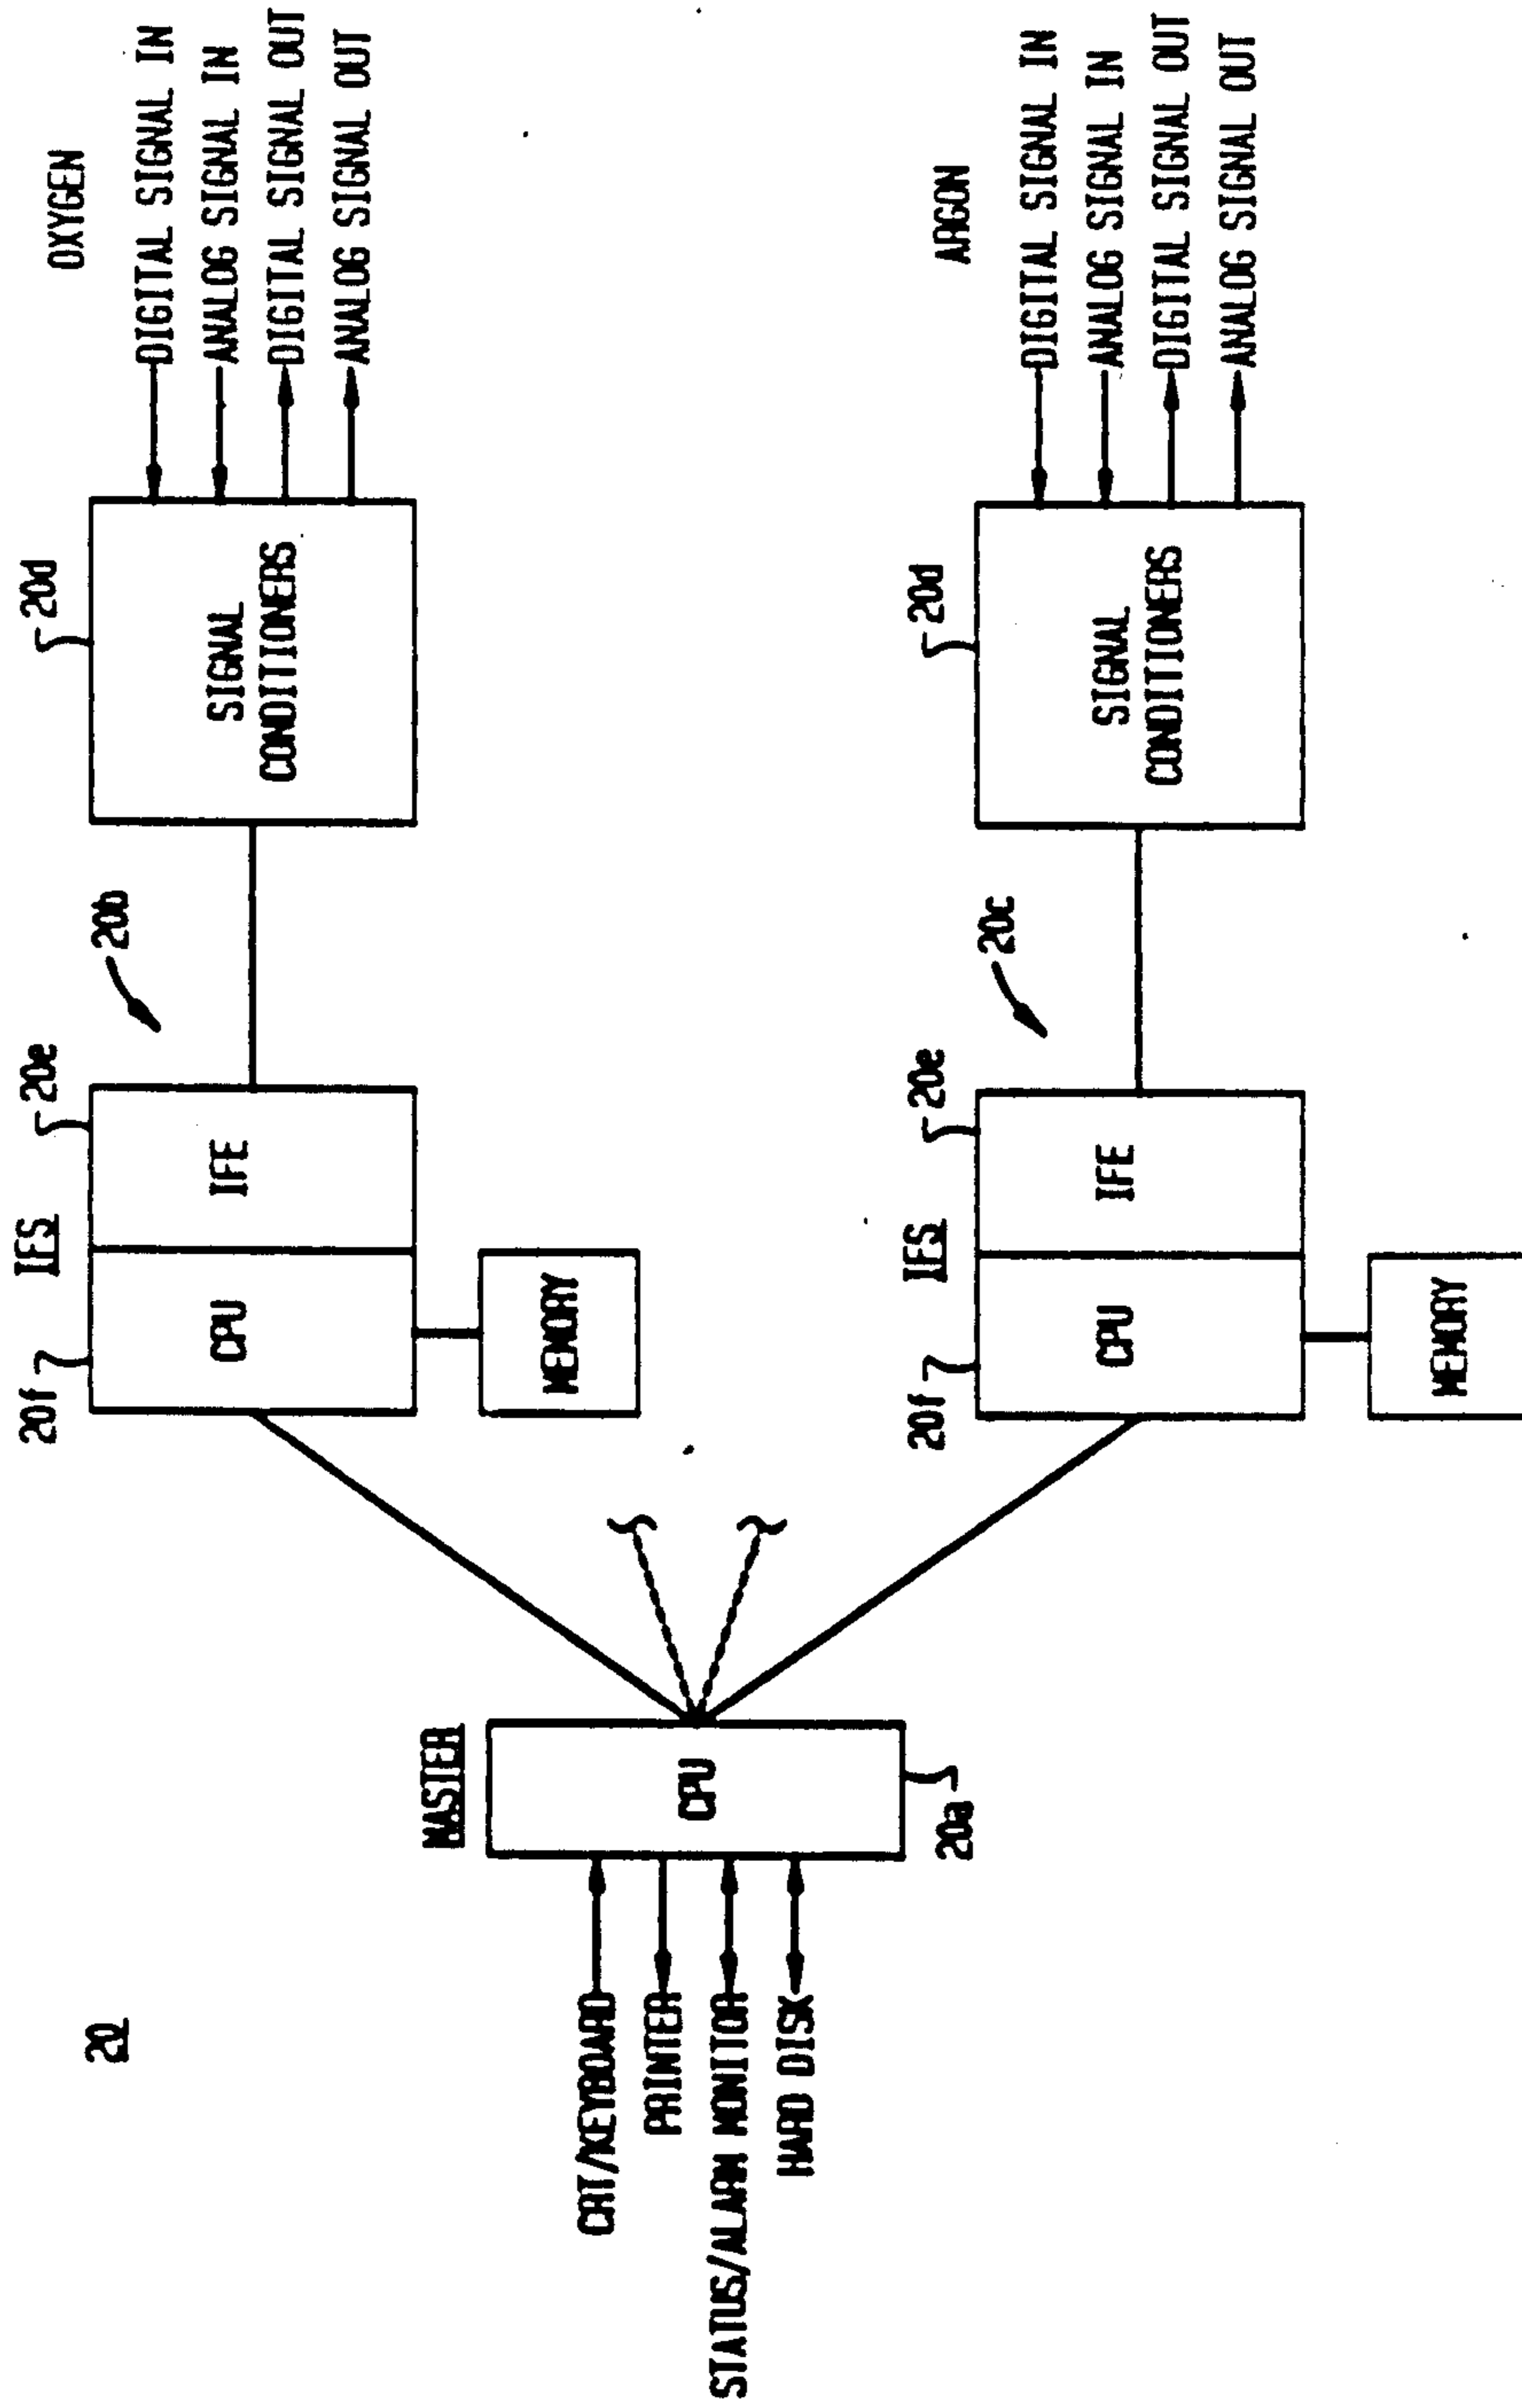 20
MASTER
CPU
20a
CRT/KEYBOARD
PRINTER
STATUS/ALARM MONITOR
HARD DISK
20f
IFS
20e
CPU
IFE
MEMORY
20b
20d
SIGNAL
CONDITIONERS
OXYGEN
DIGITAL SIGNAL IN
ANALOG SIGNAL IN
DIGITAL SIGNAL OUT
ANALOG SIGNAL OUT
20f
IFS
20e
CPU
IFE
MEMORY
20c
20d
SIGNAL
CONDITIONERS
ARGON
DIGITAL SIGNAL IN
ANALOG SIGNAL IN
DIGITAL SIGNAL OUT
ANALOG SIGNAL OUT